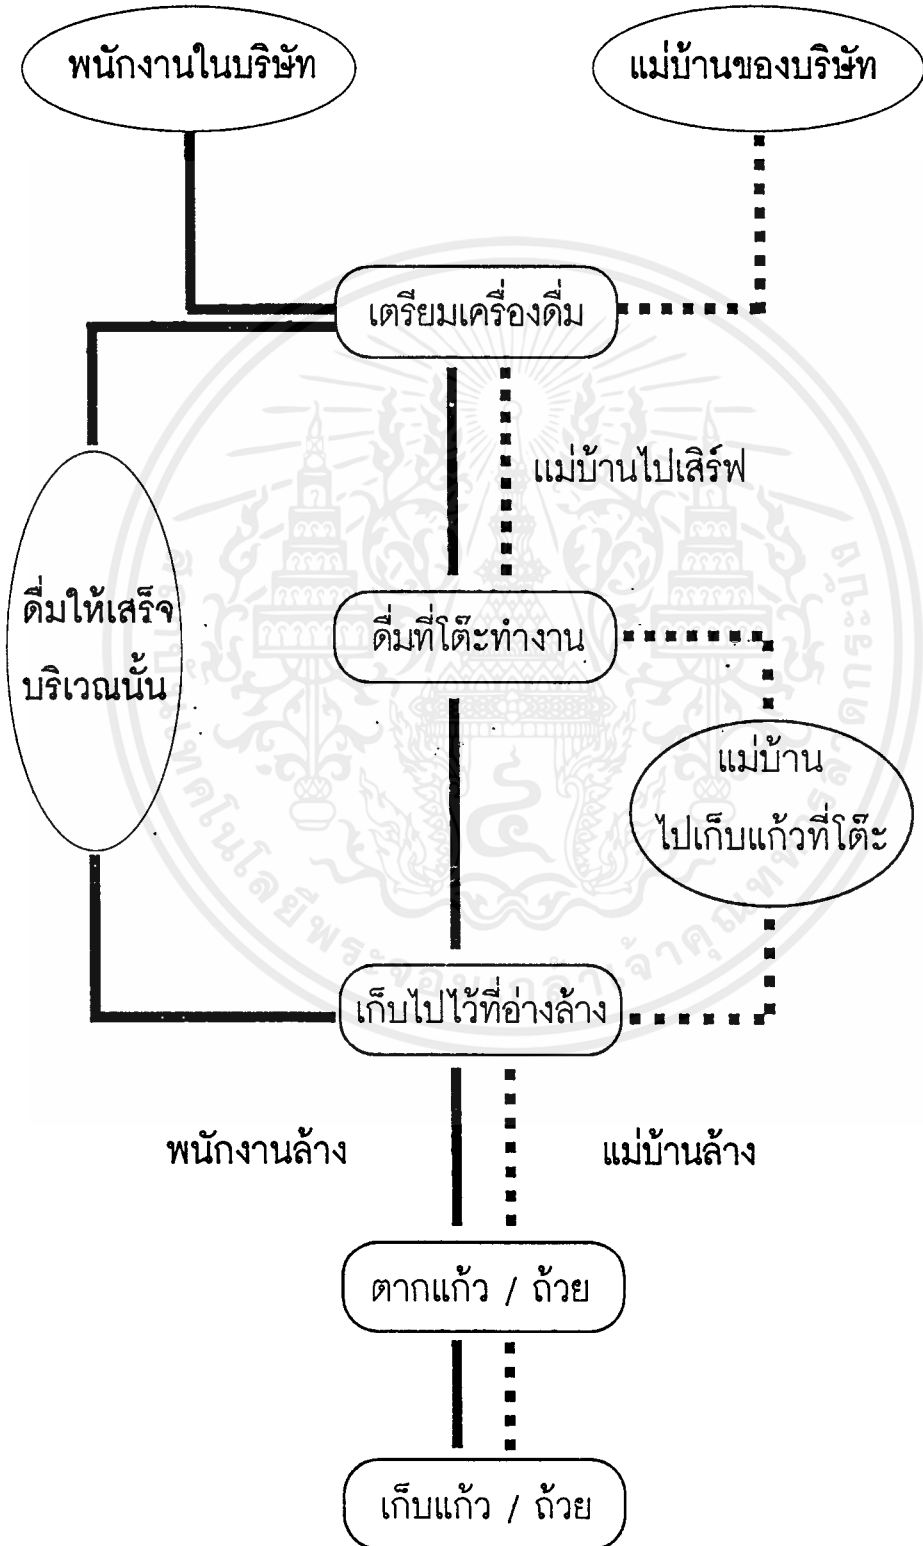 พนักงานในบริษัท
แม่บ้านของบริษัท
เตรียมเครื่องดื่ม
แม่บ้านไปเสิร์ฟ
ดื่มให้เสร็จ
บริเวณนั้น
ดื่มที่โต๊ะทำงาน
แม่บ้าน
ไปเก็บแก้วที่โต๊ะ
เก็บไปไว้ที่อ่างล้าง
พนักงานล้าง
แม่บ้านล้าง
ตากแก้ว / ถ้วย
เก็บแก้ว / ถ้วย